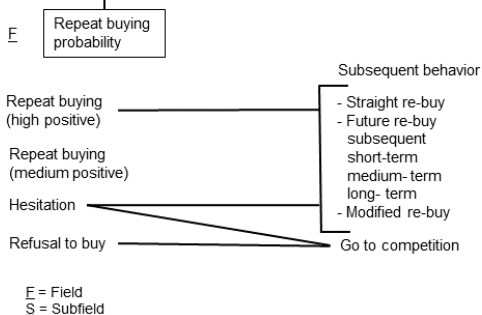 F
Repeat buying
probability
Subsequent behavior
Repeat buying
(high positive)
- Straight re-buy
- Future re-buy
subsequent
short-term
medium- term
long- term
- Modified re-buy
Repeat buying
(medium positive)
Hesitation
Refusal to buy
Go to competition
F = Field
S = Subfield